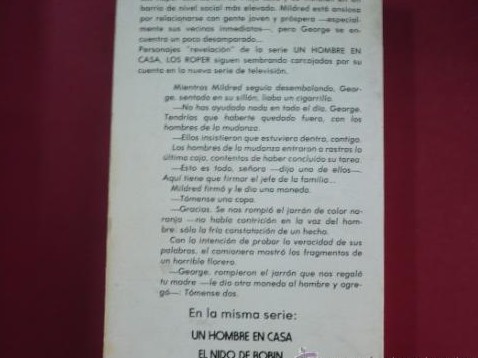 barrio de nivel social más elevado. Mildred está ansiosa
por relacionarse con gente joven y próspera —especial-
mente sus vecinos inmediatos—, pero George se en-
cuentra un poco desamparado...
Personajes "revelación" de la serie UN HOMBRE EN
CASA, LOS ROPER siguen sembrando carcajadas por su
cuenta en la nueva serie de televisión.
Mientras Mildred seguía desembalando, Geor-
ge, sentado en su sillón, liaba un cigarrillo.
—No has ayudado nada en todo el día, George.
Tendrías que haberte quedado fuera, con los
hombres de la mudanza.
—Ellos insistieron que estuviera dentro, contigo.
Los hombres de la mudanza entraron a rastras la
última caja, contentos de haber concluido su tarea.
—Esto es todo, señora —dijo uno de ellos—.
Aquí tiene que firmar el jefe de la familia...
Mildred firmó y le dio una moneda.
—Tómense una copa.
—Gracias. Se nos rompió el jarrón de color na-
ranja —no había contrición en la voz del hom-
bre, sólo la fría constatación de un hecho.
Con la intención de probar la veracidad de sus
palabras, el camionero mostró los fragmentos de
un horrible florero.
—George, rompieron el jarrón que nos regaló
tu madre —le dio otra moneda al hombre y agre-
gó—: Tómense dos.
En la misma serie:
UN HOMBRE EN CASA
EL NIDO DE ROBIN